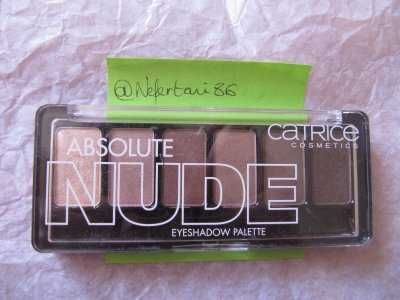 @Nefertari86
CATRICE
COSMETICS
ABSOLUTE
NUDE
EYESHADOW PALETTE